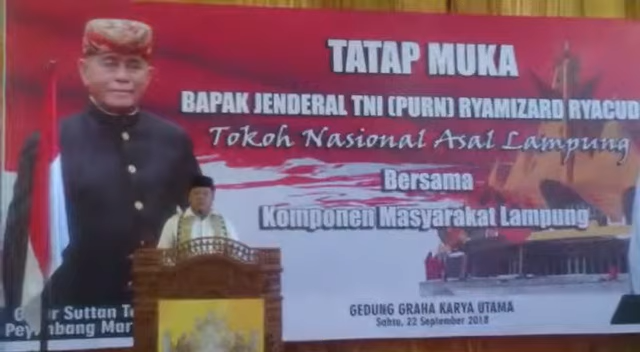 TATAP MUKA
BAPAK JENDERAL TNI (PURN) RYAMIZARD RYACUD
Tokoh Nasional Asal Lampung
Bersama
Komponen Masyarakat Lampung
GEDUNG GRAHA KARYA UTAMA
Sabtu, 22 September 2018
Suttan